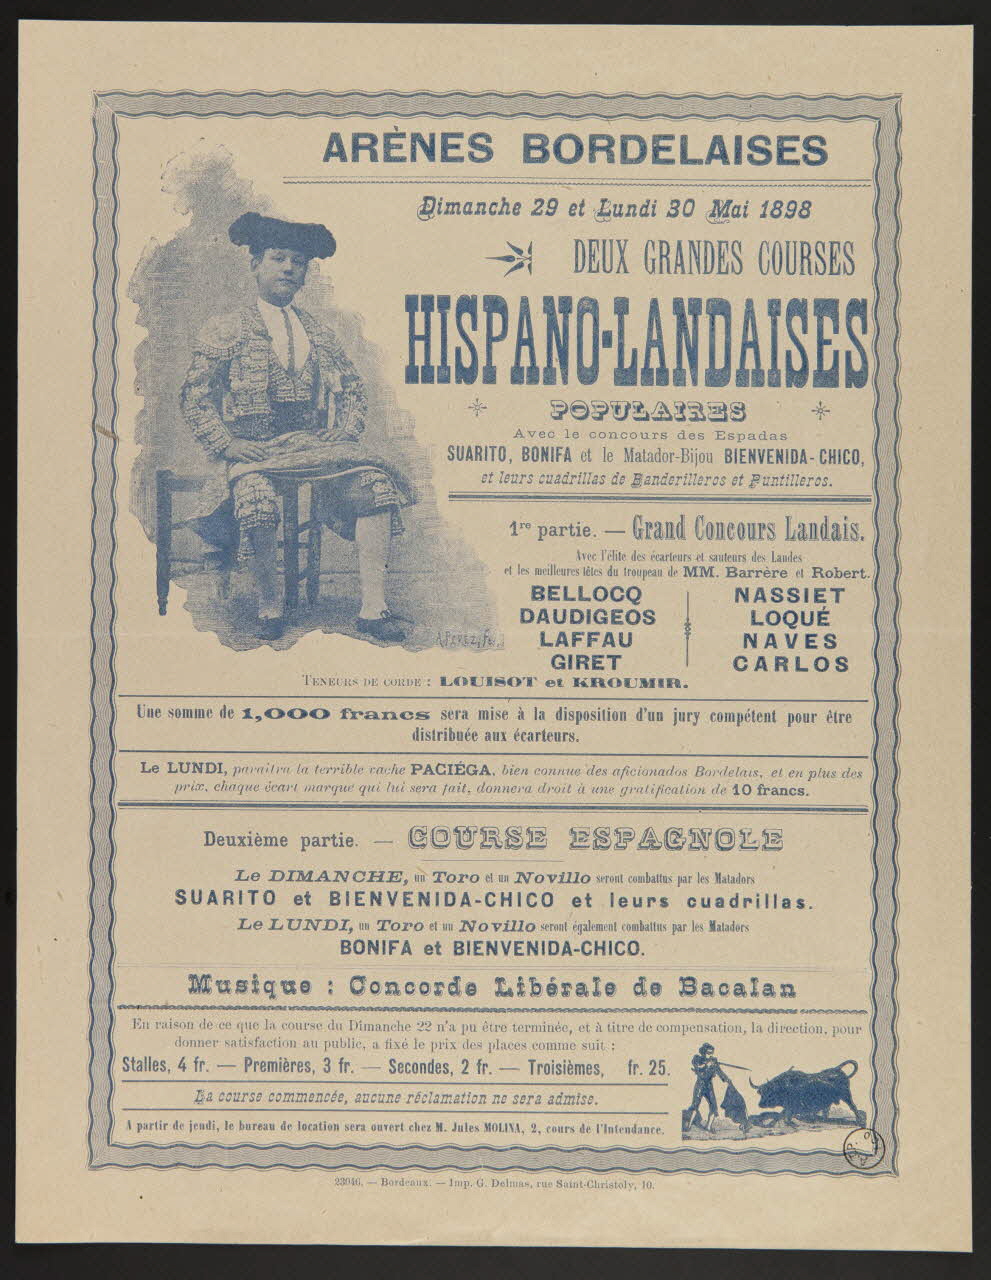 ARÈNES BORDELAISES
Dimanche 29 et Lundi 30 Mai 1898
DEUX GRANDES COURSES
HISPANO-LANDAISES
POPULAIRES
Avec le concours des Espadas
SUARITO, BONIFA et le Matador-Bijou BIENVENIDA-CHICO,
et leurs cuadrillas de Banderilleros et Puntilleros.
1re partie. — Grand Concours Landais.
Avec l'élite des écarteurs et sauteurs des Landes
et les meilleures têtes du troupeau de MM. Barrère et Robert.
BELLOCQ
DAUDIGEOS
LAFFAU
GIRET
NASSIET
LOQUÉ
NAVES
CARLOS
TENEURS DE CORDE : LOUISOT et KROUMIR.
Une somme de 1,000 francs sera mise à la disposition d'un jury compétent pour être
distribuée aux écarteurs.
Le LUNDI, paraîtra la terrible vache PACIÉGA, bien connue des aficionados Bordelais, et en plus des
prix, chaque écart marqué qui lui sera fait, donnera droit à une gratification de 10 francs.
Deuxième partie. — COURSE ESPAGNOLE
Le DIMANCHE, un Toro et un Novillo seront combattus par les Matadors
SUARITO et BIENVENIDA-CHICO et leurs cuadrillas.
Le LUNDI, un Toro et un Novillo seront également combattus par les Matadors
BONIFA et BIENVENIDA-CHICO.
Musique : Concorde Libérale de Bacalan
En raison de ce que la course du Dimanche 22 n'a pu être terminée, et à titre de compensation, la direction, pour
donner satisfaction au public, a fixé le prix des places comme suit :
Stalles, 4 fr. — Premières, 3 fr. — Secondes, 2 fr. — Troisièmes, fr. 25.
La course commencée, aucune réclamation ne sera admise.
A partir de jeudi, le bureau de location sera ouvert chez M. Jules MOLINA, 2, cours de l'Intendance.
23046. — Bordeaux. — Imp. G. Delmas, rue Saint-Christoly, 10.